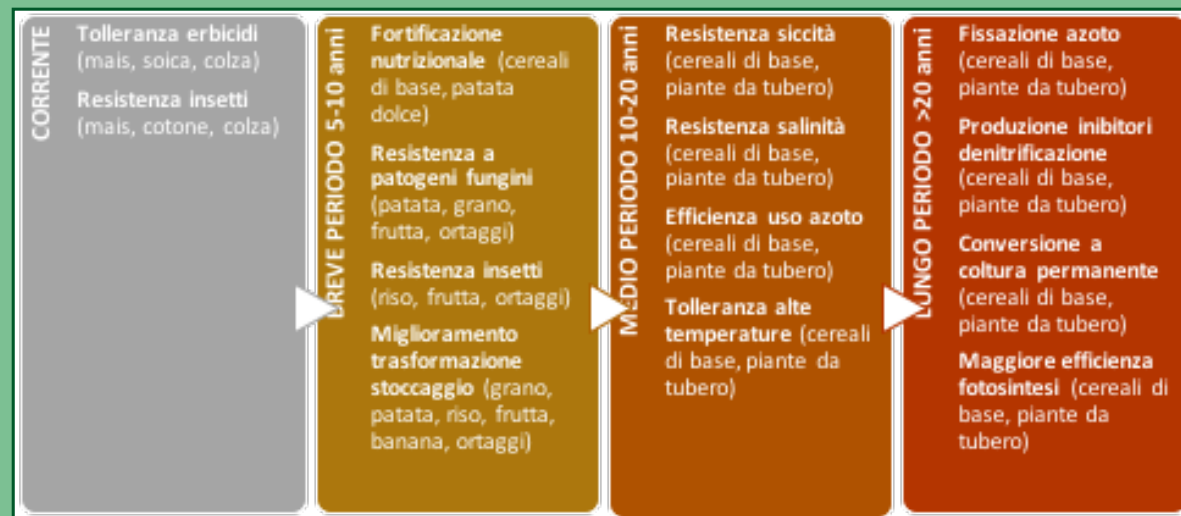 CORRENTE
Tolleranza erbicidi
(mais, soica, colza)
Resistenza insetti
(mais, cotone, colza)
BREVE PERIODO 5-10 anni
Fortificazione
nutrizionale (cereali
di base, patata
dolce)
Resistenza a
patogeni fungini
(patata, grano,
frutta, ortaggi)
Resistenza insetti
(riso, frutta, ortaggi)
Miglioramento
trasformazione
stoccaggio (grano,
patata, riso, frutta,
banana, ortaggi)
MEDIO PERIODO 10-20 anni
Resistenza siccità
(cereali di base,
piante da tubero)
Resistenza salinità
(cereali di base,
piante da tubero)
Efficienza uso azoto
(cereali di base,
piante da tubero)
Tolleranza alte
temperature (cereali
di base, piante da
tubero)
LUNGO PERIODO >20 anni
Fissazione azoto
(cereali di base,
piante da tubero)
Produzione inibitori
denitrificazione
(cereali di base,
piante da tubero)
Conversione a
coltura permanente
(cereali di base,
piante da tubero)
Maggiore efficienza
fotosintesi (cereali di
base, piante da
tubero)